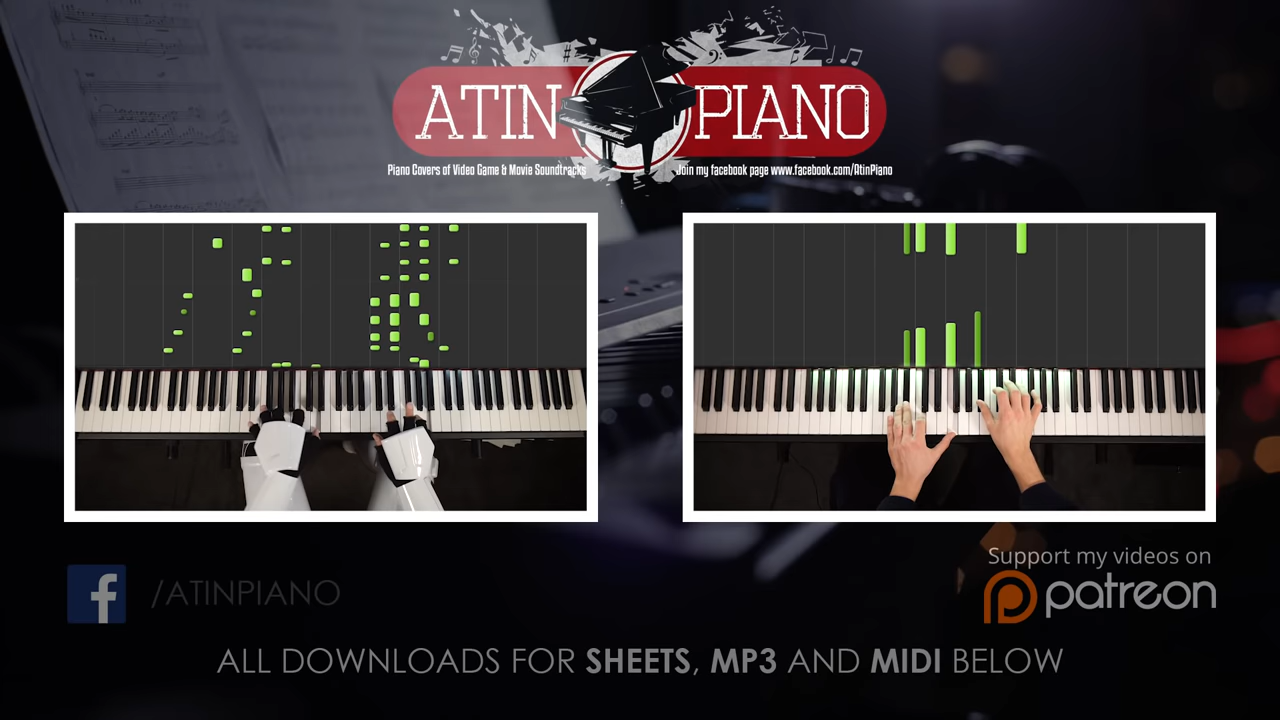 ATIN PIANO
Piano Covers of Video Game & Movie Soundtracks
Join my facebook page www.facebook.com/AtinPiano
Support my videos on
f /ATINPIANO
patreon
ALL DOWNLOADS FOR SHEETS, MP3 AND MIDI BELOW